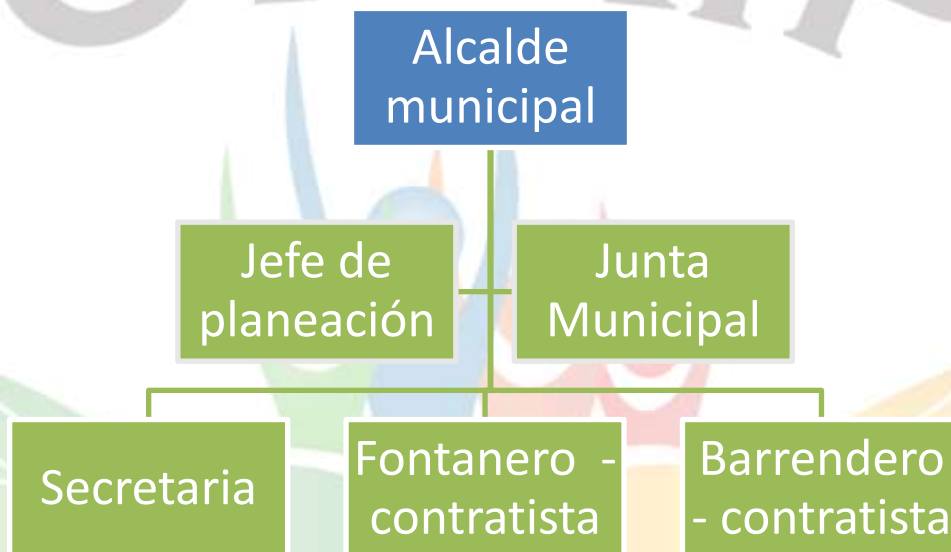 Alcalde
municipal
Jefe de
planeación
Junta
Municipal
Secretaria
Fontanero -
contratista
Barrendero
- contratista